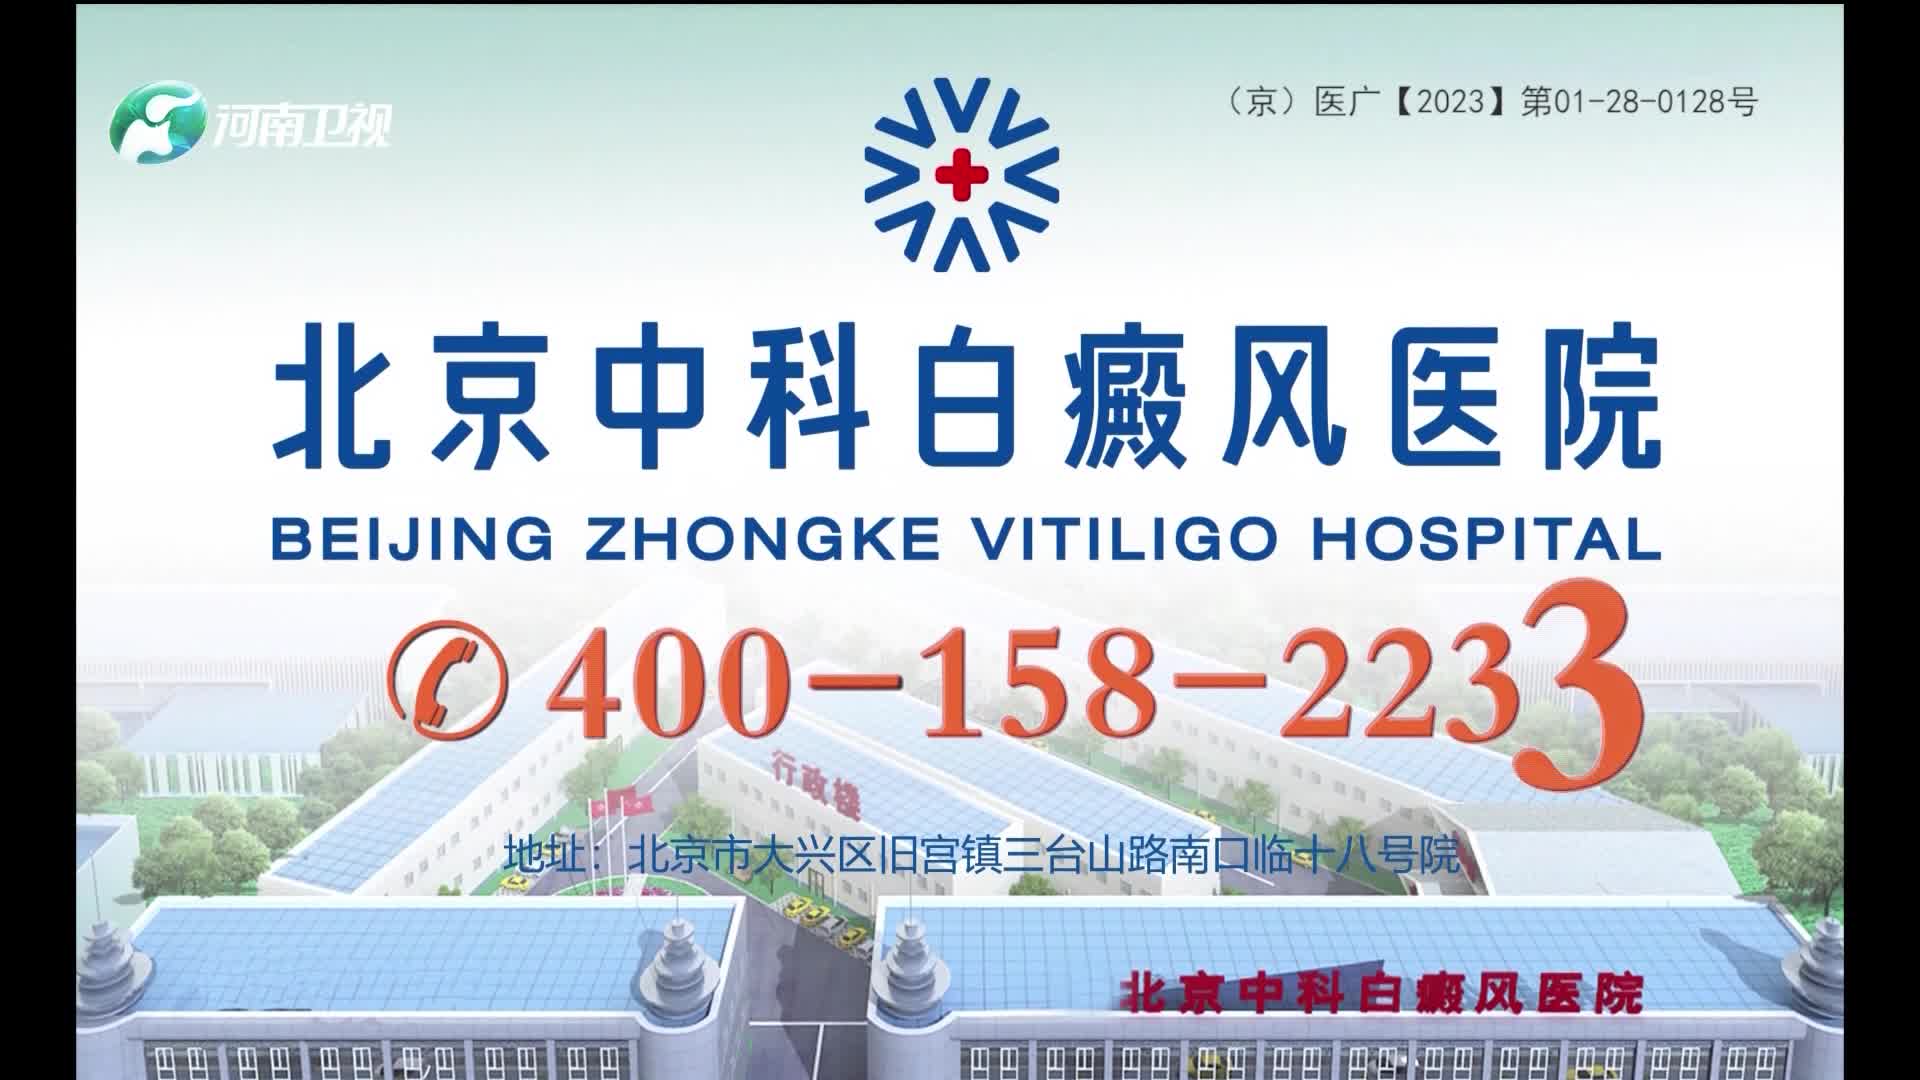 河南卫视
（京）医广【2023】第01-28-0128号
北京中科白癜风医院
BEIJING ZHONGKE VITILIGO HOSPITAL
400-158-2233
行政楼
地址：北京市大兴区旧宫镇三台山路南口临十八号院
北京中科白癜风医院